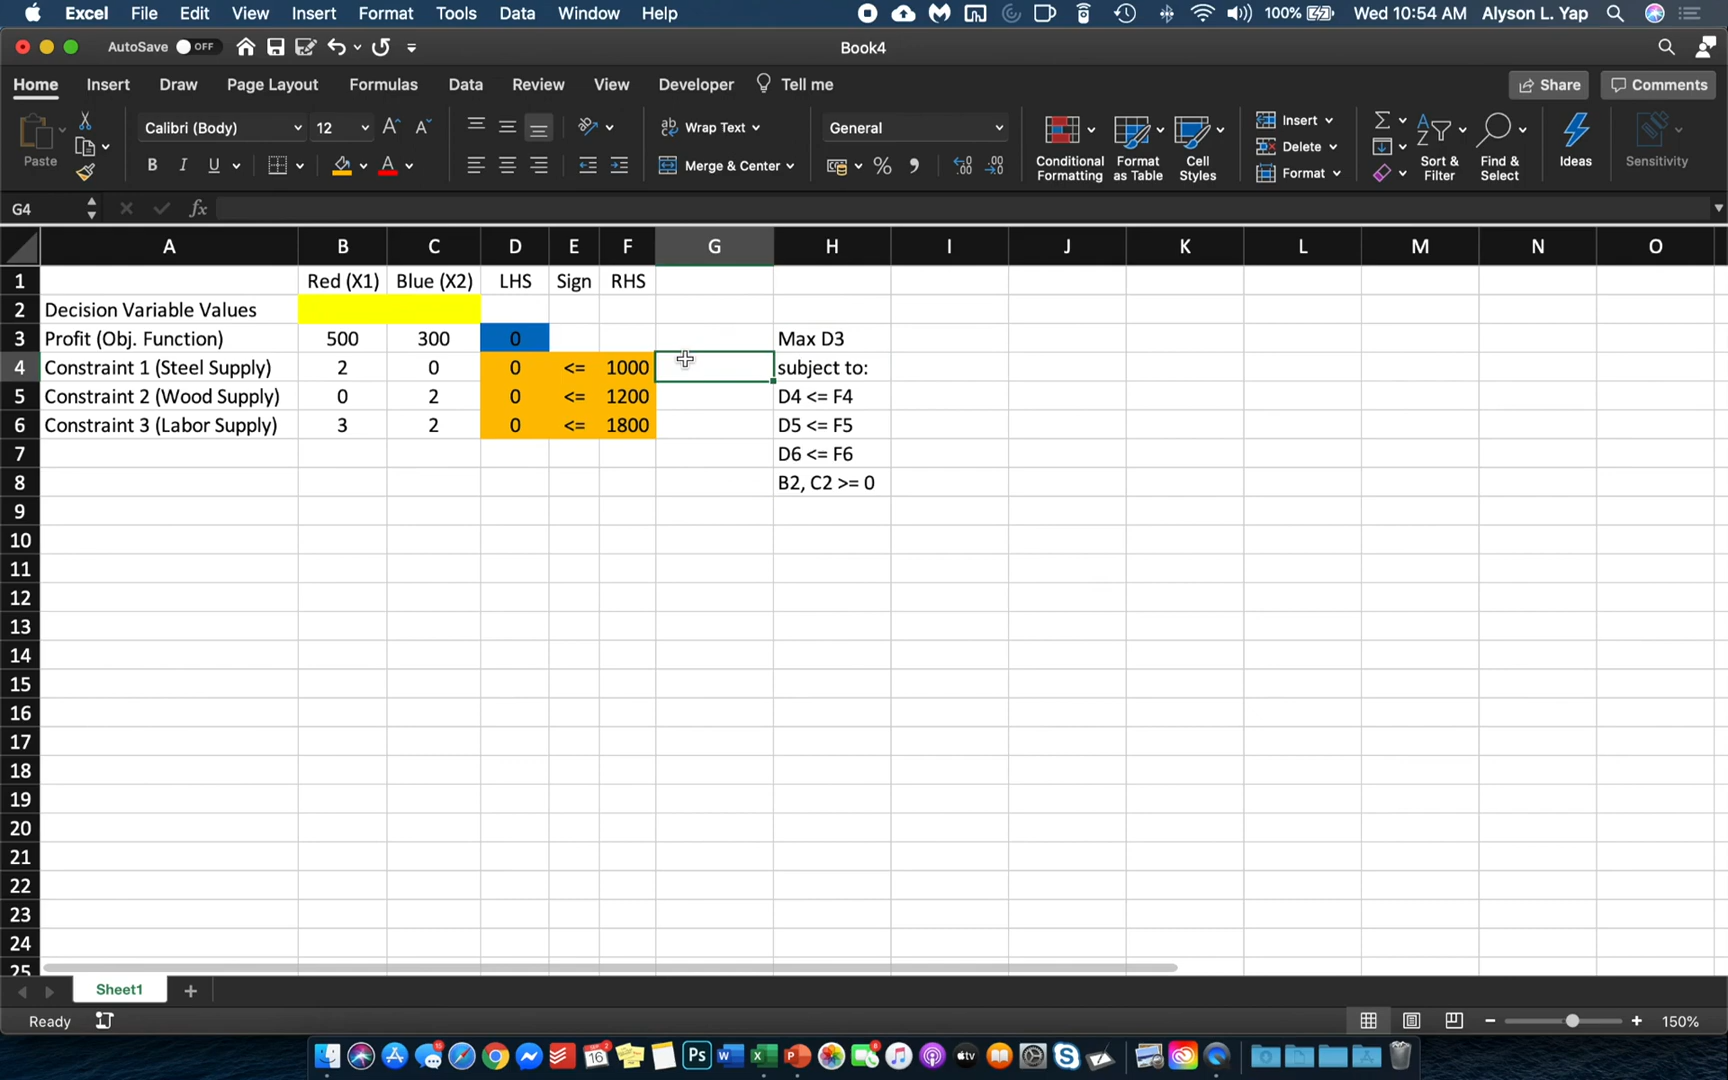 Excel File Edit View Insert Format Tools Data Window Help 100% Wed 10:54 AM Alyson L. Yap
AutoSave OFF Book4
Home Insert Draw Page Layout Formulas Data Review View Developer Tell me Share Comments
Paste Calibri (Body) 12 Wrap Text General Insert
B I U Merge & Center Delete
Conditional Formatting Format as Table Cell Styles Format Sort & Filter Find & Select Ideas Sensitivity
G4 fx
A B C D E F G H I J K L M N O
1 Red (X1) Blue (X2) LHS Sign RHS
2 Decision Variable Values
3 Profit (Obj. Function) 500 300 0 Max D3
4 Constraint 1 (Steel Supply) 2 0 0 <= 1000 subject to:
5 Constraint 2 (Wood Supply) 0 2 0 <= 1200 D4 <= F4
6 Constraint 3 (Labor Supply) 3 2 0 <= 1800 D5 <= F5
7 D6 <= F6
8 B2, C2 >= 0
9
10
11
12
13
14
15
16
17
18
19
20
21
22
23
24
25
Sheet1
Ready 150%